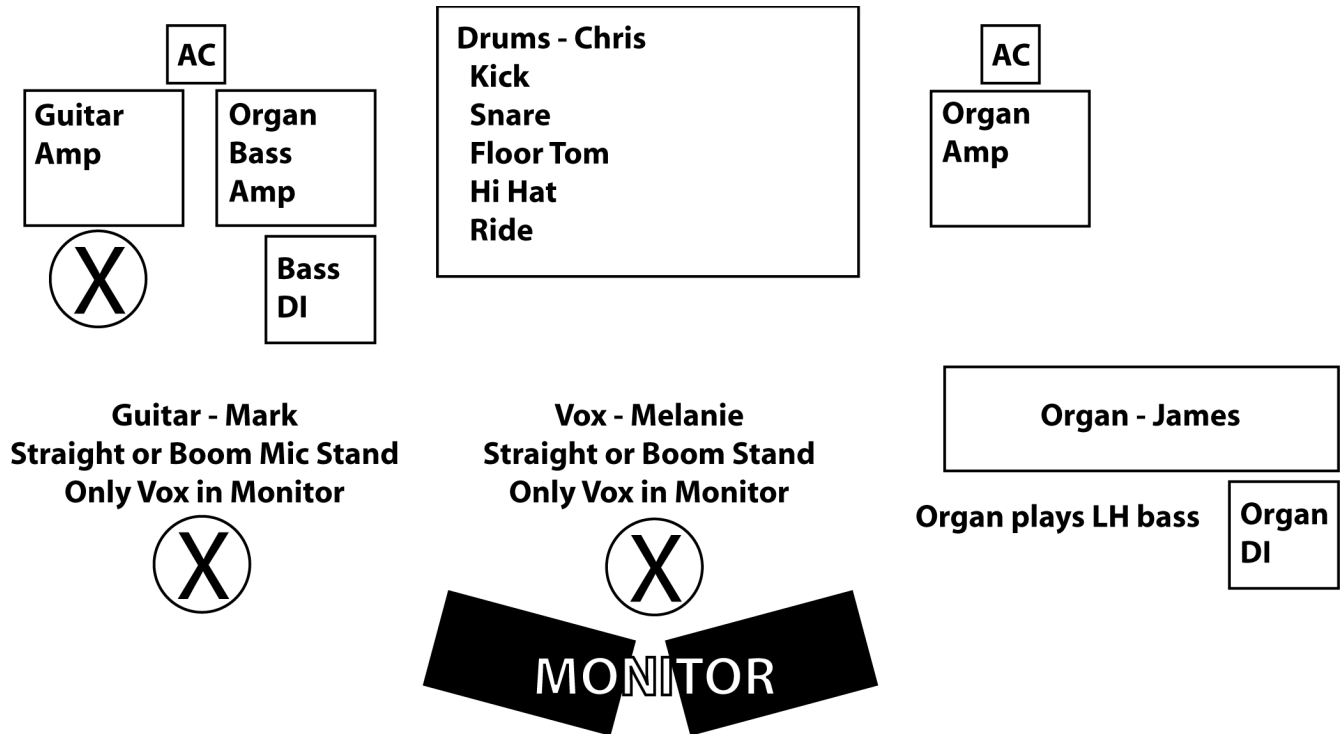 AC
Guitar
Amp
X
Organ
Bass
Amp
Bass
DI
Drums - Chris
Kick
Snare
Floor Tom
Hi Hat
Ride
AC
Organ
Amp
Guitar - Mark
Straight or Boom Mic Stand
Only Vox in Monitor
X
Vox - Melanie
Straight or Boom Stand
Only Vox in Monitor
X
MONITOR
Organ - James
Organ plays LH bass
Organ
DI